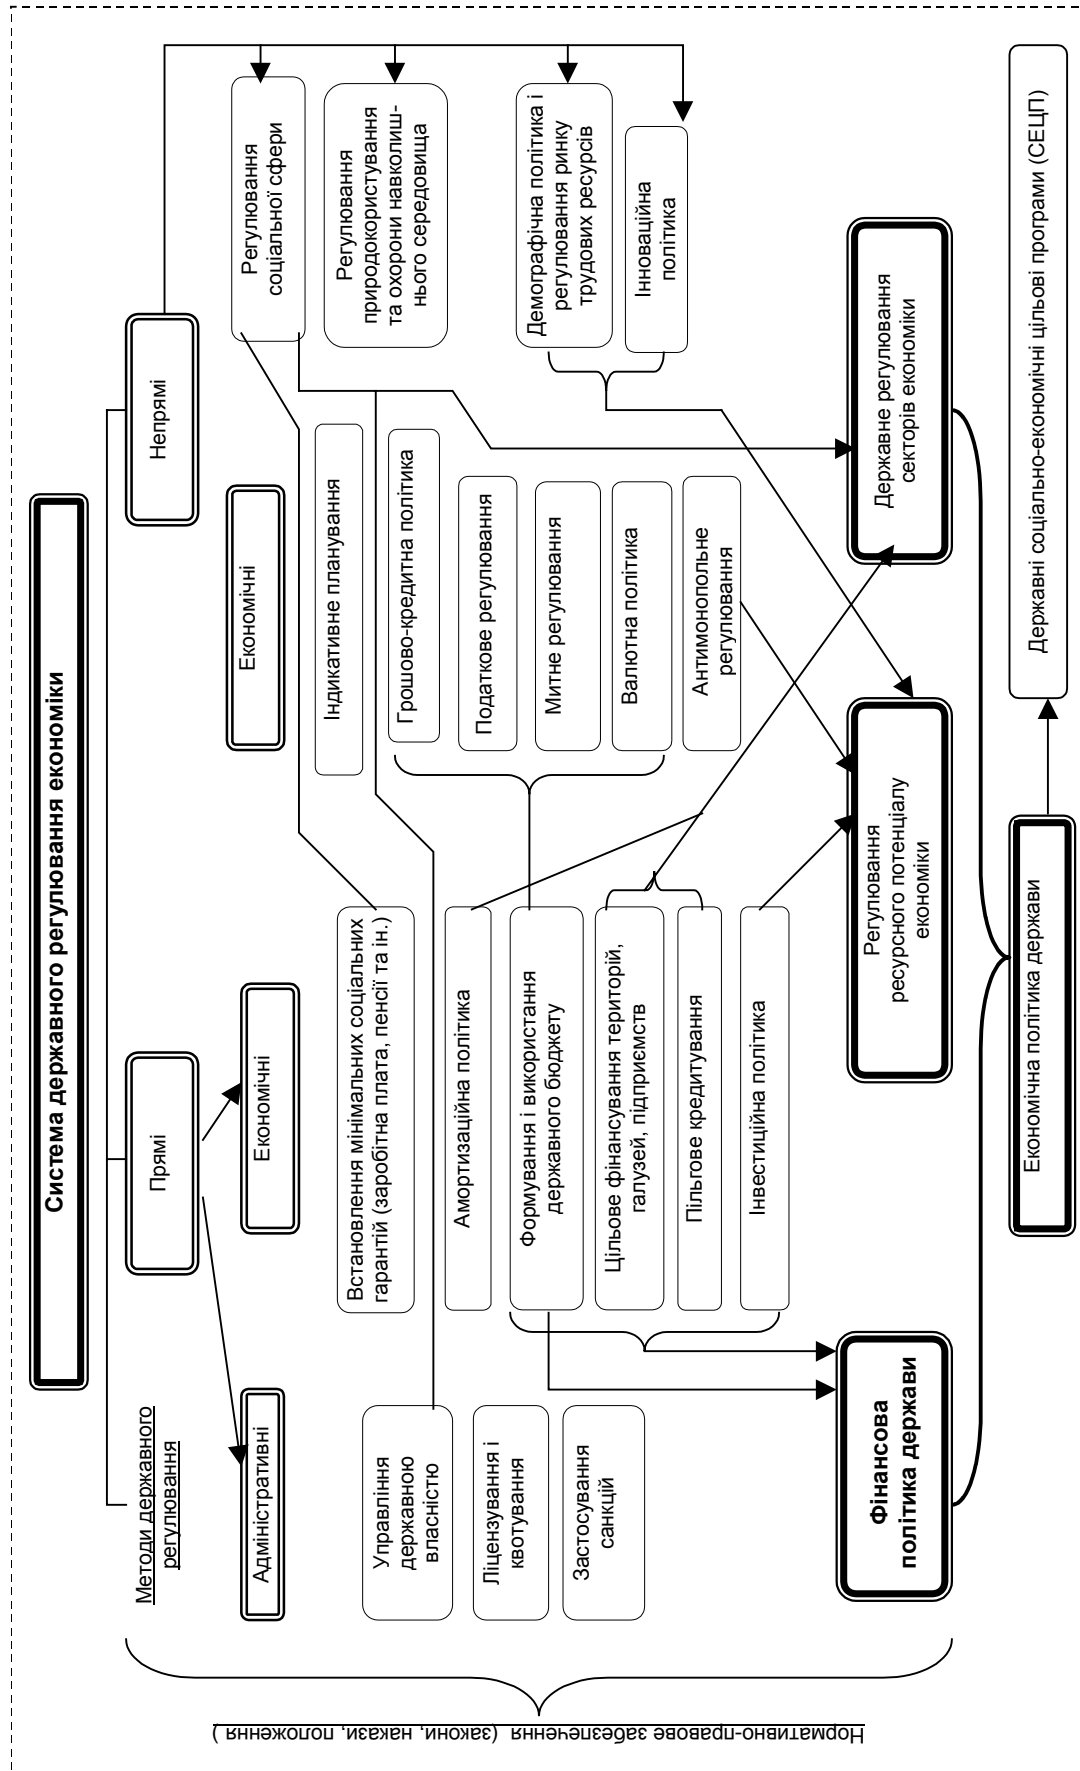 Система державного регулювання економіки
Методи державного
регулювання
Прямі
Непрямі
Адміністративні
Економічні
Економічні
Регулювання
соціальної сфери
Управління
державною
власністю
Ліцензування і
квотування
Застосування
санкцій
Встановлення мінімальних соціальних
гарантій (заробітна плата, пенсії та ін.)
Амортизаційна політика
Формування і використання
державного бюджету
Цільове фінансування територій,
галузей, підприємств
Пільгове кредитування
Інвестиційна політика
Індикативне планування
Грошово-кредитна політика
Податкове регулювання
Митне регулювання
Валютна політика
Антимонопольне
регулювання
Регулювання
природокористування
та охорони навколиш-
нього середовища
Демографічна політика і
регулювання ринку
трудових ресурсів
Інноваційна
політика
Фінансова
політика держави
Регулювання
ресурсного потенціалу
економіки
Державне регулювання
секторів економіки
Економічна політика держави
Державні соціально-економічні цільові програми (СЕЦП)
Нормативно-правове забезпечення (закони, накази, положення )